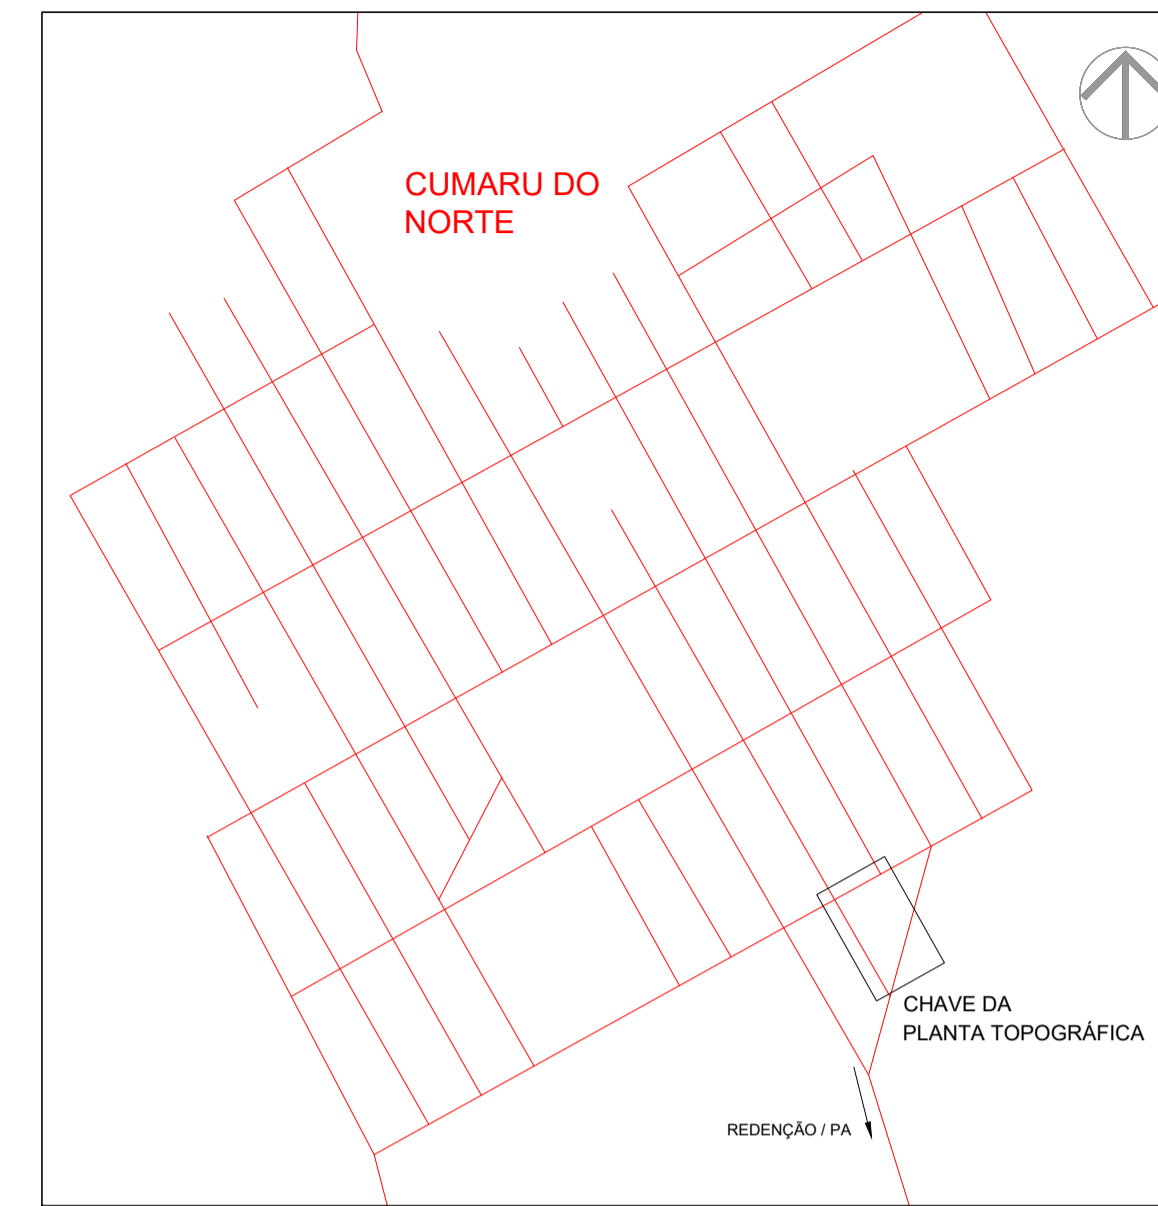 CUMARU DO
NORTE
CHAVE DA
PLANTA TOPOGRÁFICA
REDENÇÃO / PA